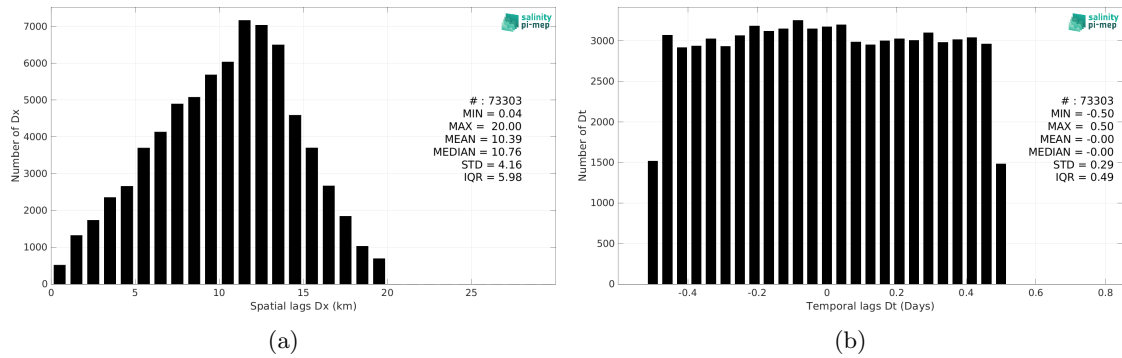 7000
6000
5000
4000
3000
2000
1000
0
Number of Dx
salinity
pi-mep
# : 73303
MIN = 0.04
MAX = 20.00
MEAN = 10.39
MEDIAN = 10.76
STD = 4.16
IQR = 5.98
0 5 10 15 20 25
Spatial lags Dx (km)
(a)
3000
2500
2000
1500
1000
500
0
Number of Dt
salinity
pi-mep
# : 73303
MIN = -0.50
MAX = 0.50
MEAN = -0.00
MEDIAN = -0.00
STD = 0.29
IQR = 0.49
-0.4 -0.2 0 0.2 0.4 0.6 0.8
Temporal lags Dt (Days)
(b)